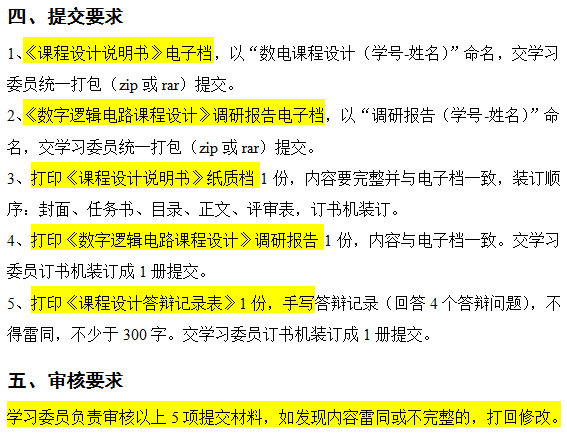 四、提交要求
1、《课程设计说明书》电子档，以“数电课程设计（学号-姓名）”命名，交学习
委员统一打包（zip 或 rar）提交。
2、《数字逻辑电路课程设计》调研报告电子档，以“调研报告（学号-姓名）”命
名，交学习委员统一打包（zip 或 rar）提交。
3、打印《课程设计说明书》纸质档 1 份，内容要完整并与电子档一致，装订顺
序：封面、任务书、目录、正文、评审表，订书机装订。
4、打印《数字逻辑电路课程设计》调研报告 1 份，内容与电子档一致。交学习
委员订书机装订成 1 册提交。
5、打印《课程设计答辩记录表》1 份，手写答辩记录（回答 4 个答辩问题），不
得雷同，不少于 300 字。交学习委员订书机装订成 1 册提交。
五、审核要求
学习委员负责审核以上 5 项提交材料，如发现内容雷同或不完整的，打回修改。